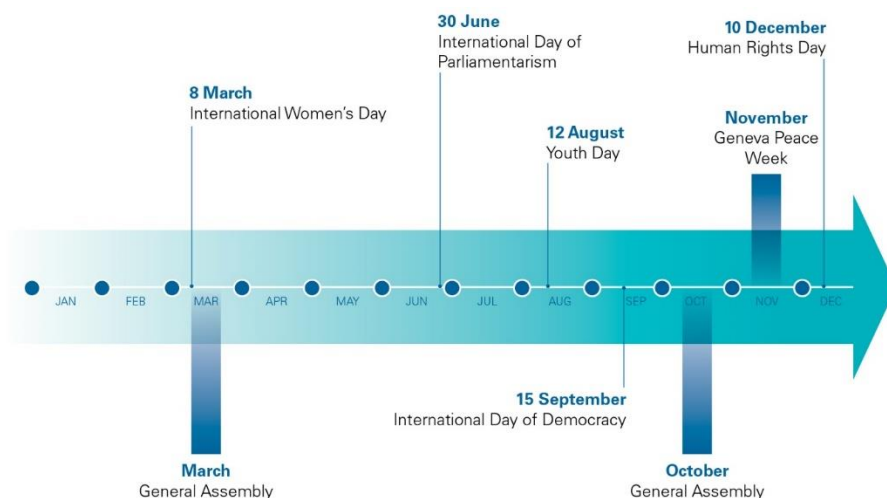 30 June
International Day of
Parliamentarism
10 December
Human Rights Day
8 March
International Women's Day
12 August
Youth Day
November
Geneva Peace
Week
JAN
FEB
MAR
APR
MAY
JUN
JUL
AUG
SEP
OCT
NOV
DEC
15 September
International Day of Democracy
March
General Assembly
October
General Assembly